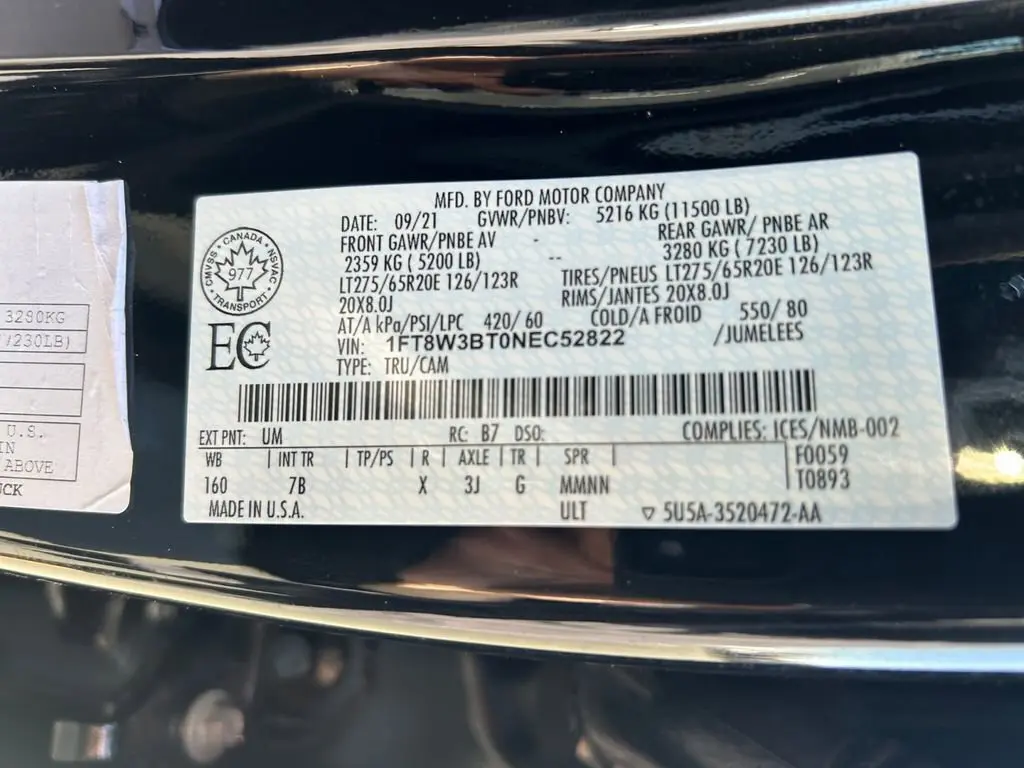 3280KG
7230LB)
U.S.
IN
ABOVE
MFD. BY FORD MOTOR COMPANY
DATE: 09/21 GVWR/PNBV: 5216 KG (11500 LB)
FRONT GAWR/PNBE AV - REAR GAWR/ PNBE AR
2359 KG ( 5200 LB) -- 3280 KG ( 7230 LB)
LT275/65R20E 126/123R TIRES/PNEUS LT275/65R20E 126/123R
20X8.0J RIMS/JANTES 20X8.0J
AT/A kPa/PSI/LPC 420/ 60 COLD/A FROID 550/ 80
VIN: 1FT8W3BT0NEC52822 /JUMELEES
TYPE: TRU/CAM
CANADA
CMVSS NSVAC
977
TRANSPORT
EC
EXT PNT: UM RC: B7 DSO: COMPLIES: ICES/NMB-002
WB | INT TR | TP/PS | R | AXLE | TR | SPR | F0059
160 7B X 3J G MMNN T0893
MADE IN U.S.A. ULT ▽ 5U5A-3520472-AA